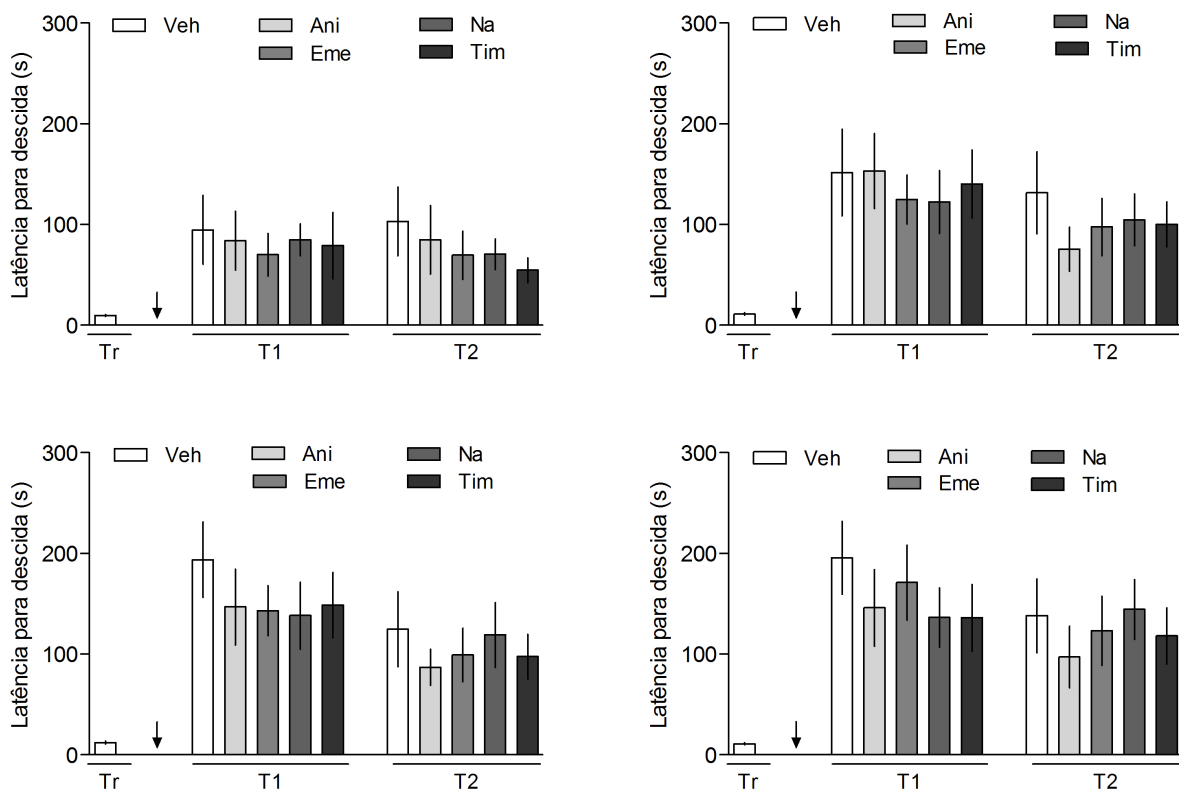 Latência para descida (s)
300
200
100
0
Veh
Ani
Eme
Na
Tim
Tr
T1
T2
Latência para descida (s)
300
200
100
0
Veh
Ani
Eme
Na
Tim
Tr
T1
T2
Latência para descida (s)
300
200
100
0
Veh
Ani
Eme
Na
Tim
Tr
T1
T2
Latência para descida (s)
300
200
100
0
Veh
Ani
Eme
Na
Tim
Tr
T1
T2